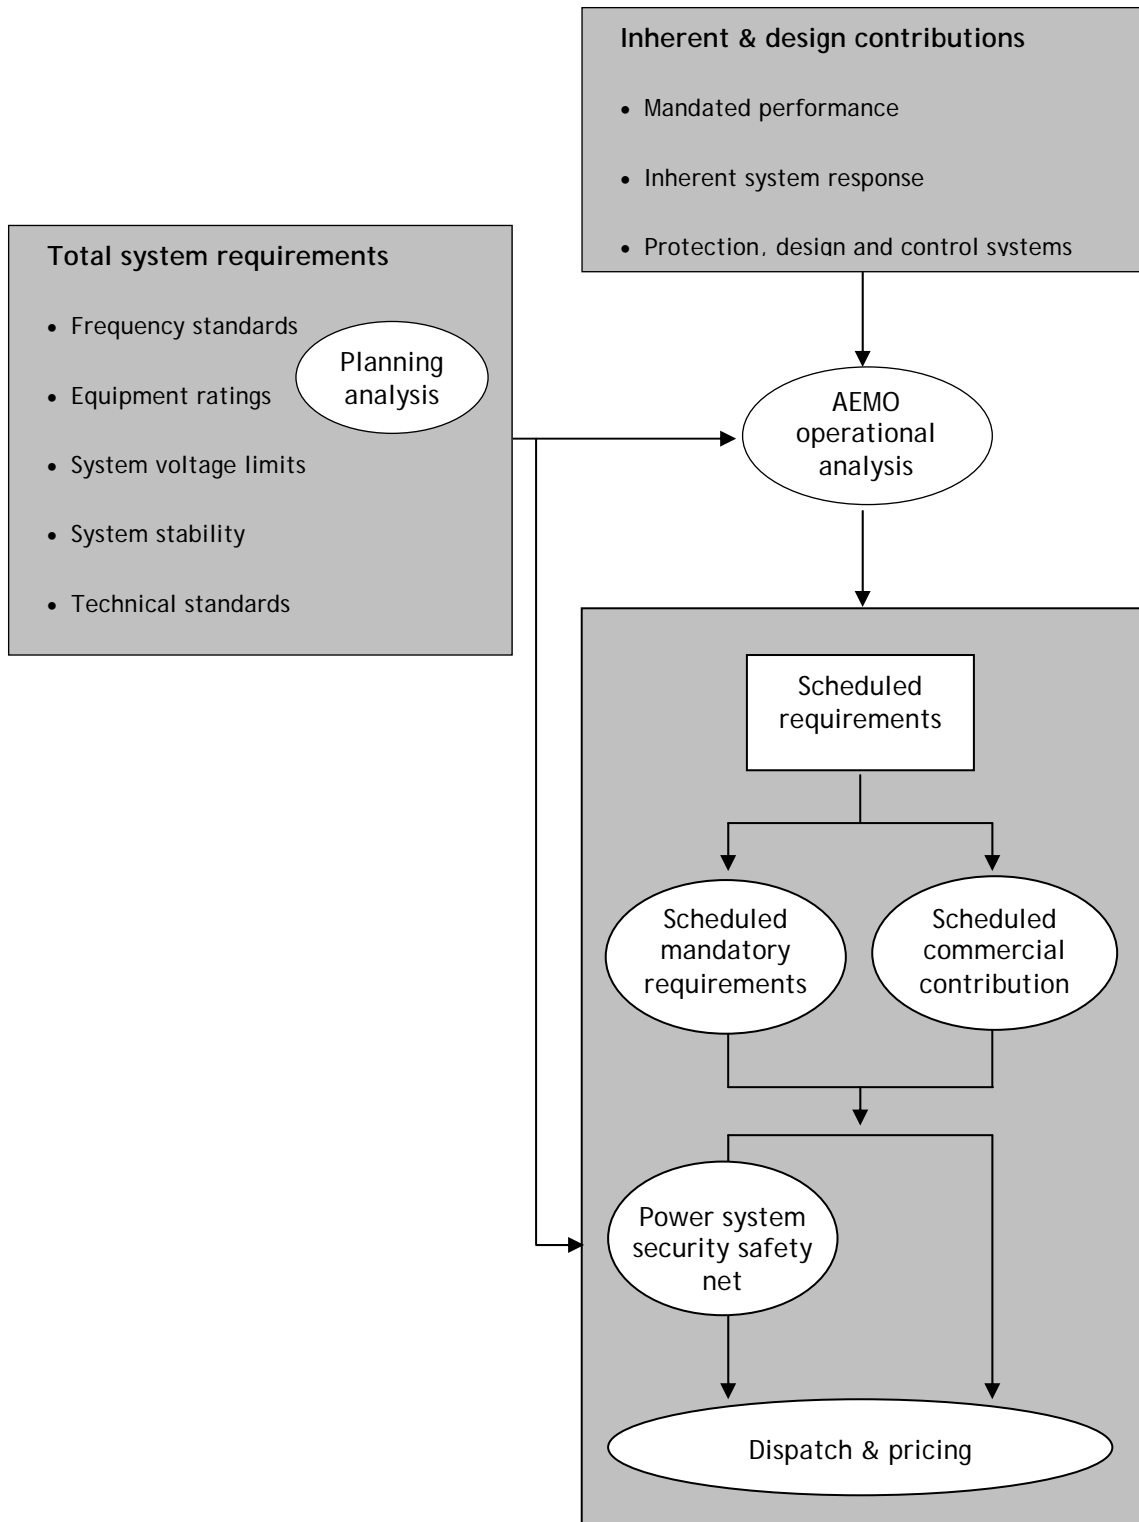 Inherent & design contributions
• Mandated performance
• Inherent system response
• Protection, design and control systems
Total system requirements
• Frequency standards
• Equipment ratings
• System voltage limits
• System stability
• Technical standards
Planning
analysis
AEMO
operational
analysis
Scheduled
requirements
Scheduled
mandatory
requirements
Scheduled
commercial
contribution
Power system
security safety
net
Dispatch & pricing